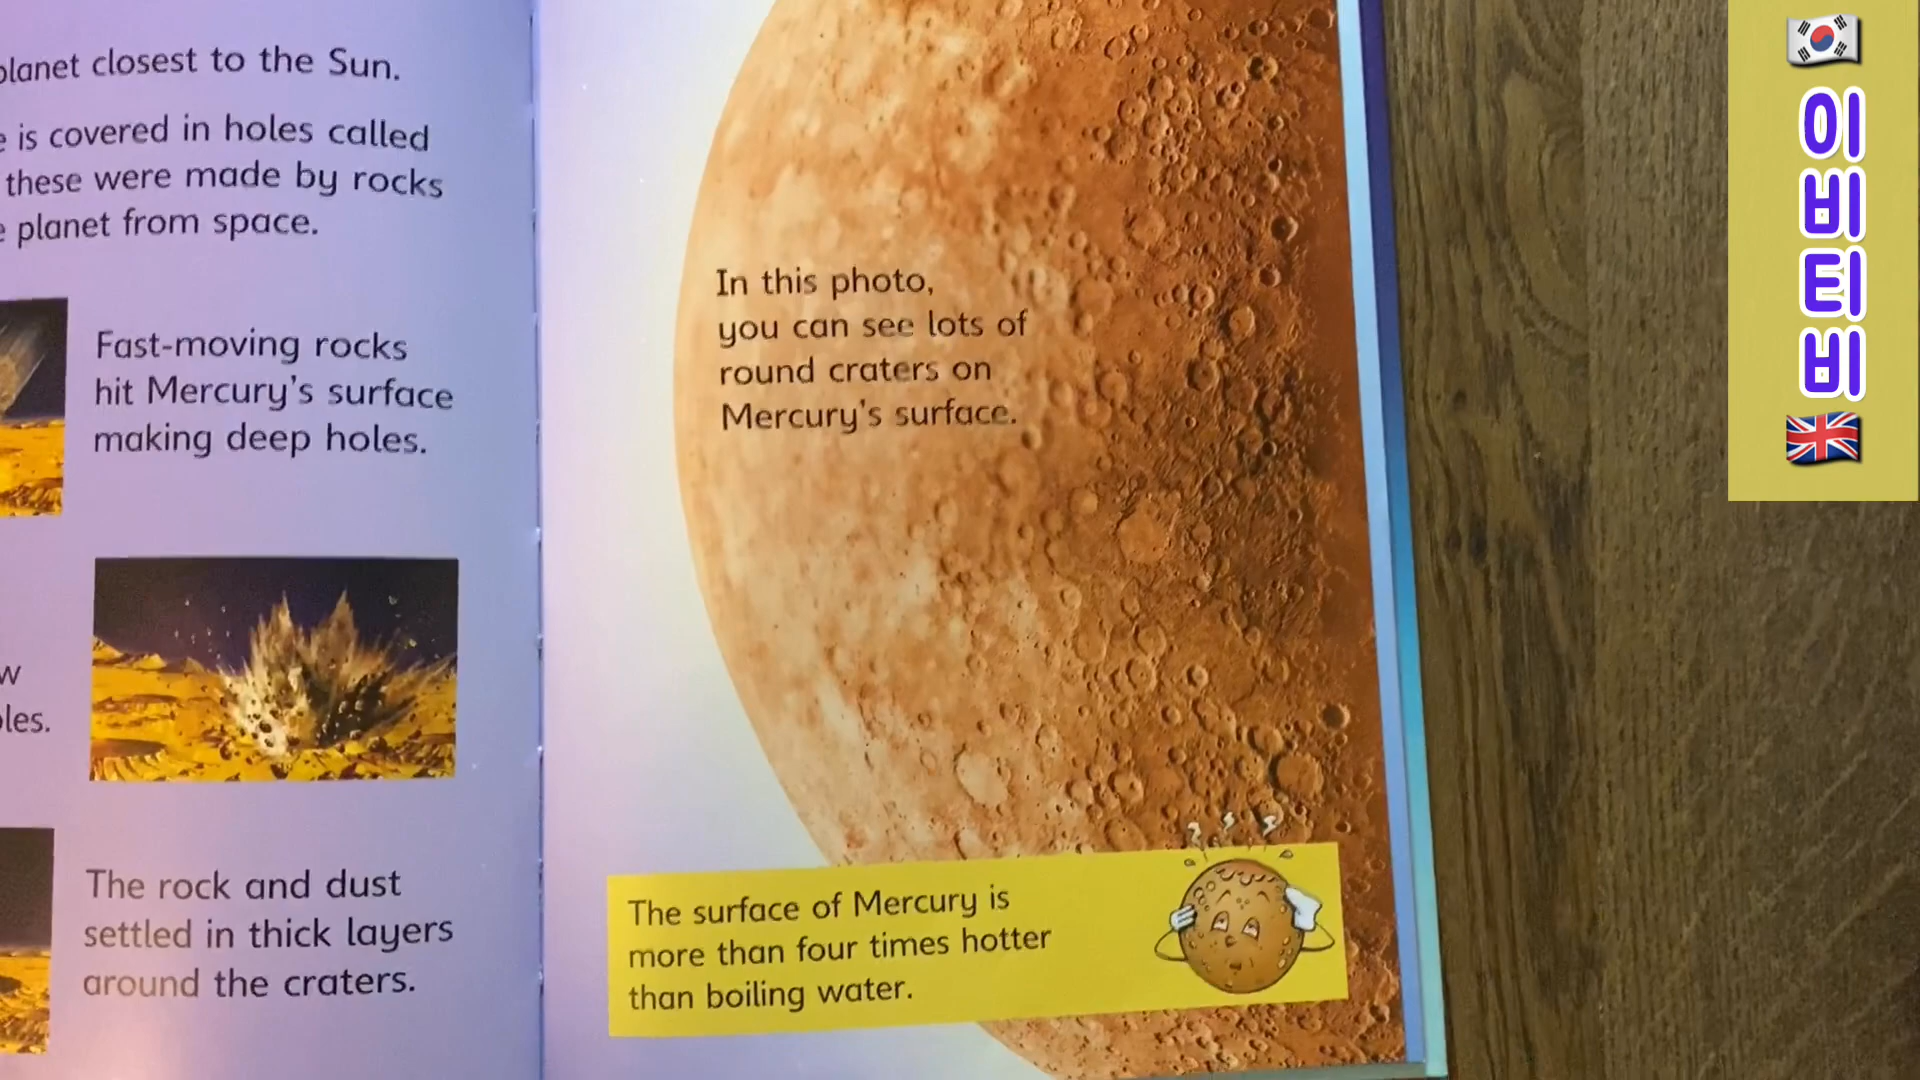 planet closest to the Sun.
is covered in holes called
these were made by rocks
planet from space.
Fast-moving rocks
hit Mercury's surface
making deep holes.
The rock and dust
settled in thick layers
around the craters.
In this photo,
you can see lots of
round craters on
Mercury's surface.
The surface of Mercury is
more than four times hotter
than boiling water.
이비티비